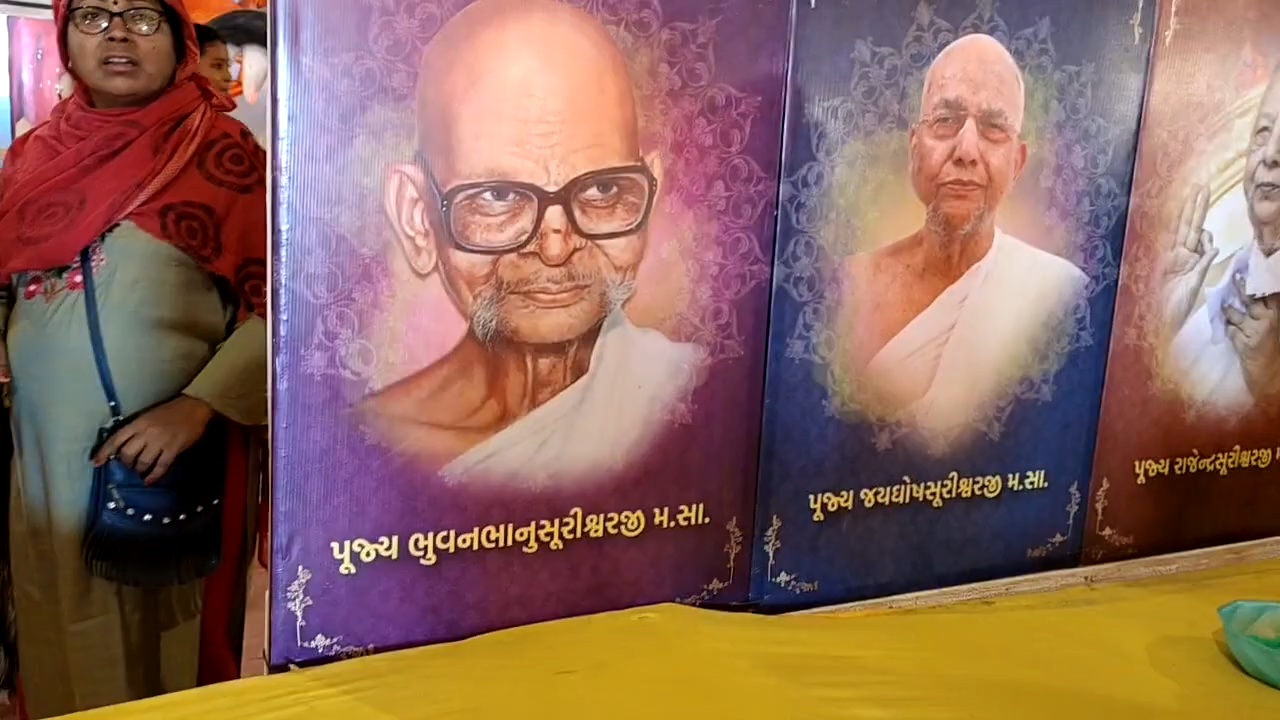 પૂજ્ય ભુવનભાનુસૂરીશ્વરજી મ.સા.
પૂજ્ય જયઘોષસૂરીશ્વરજી મ.સા.
પૂજ્ય રાજેન્દ્રસૂરીશ્વરજી